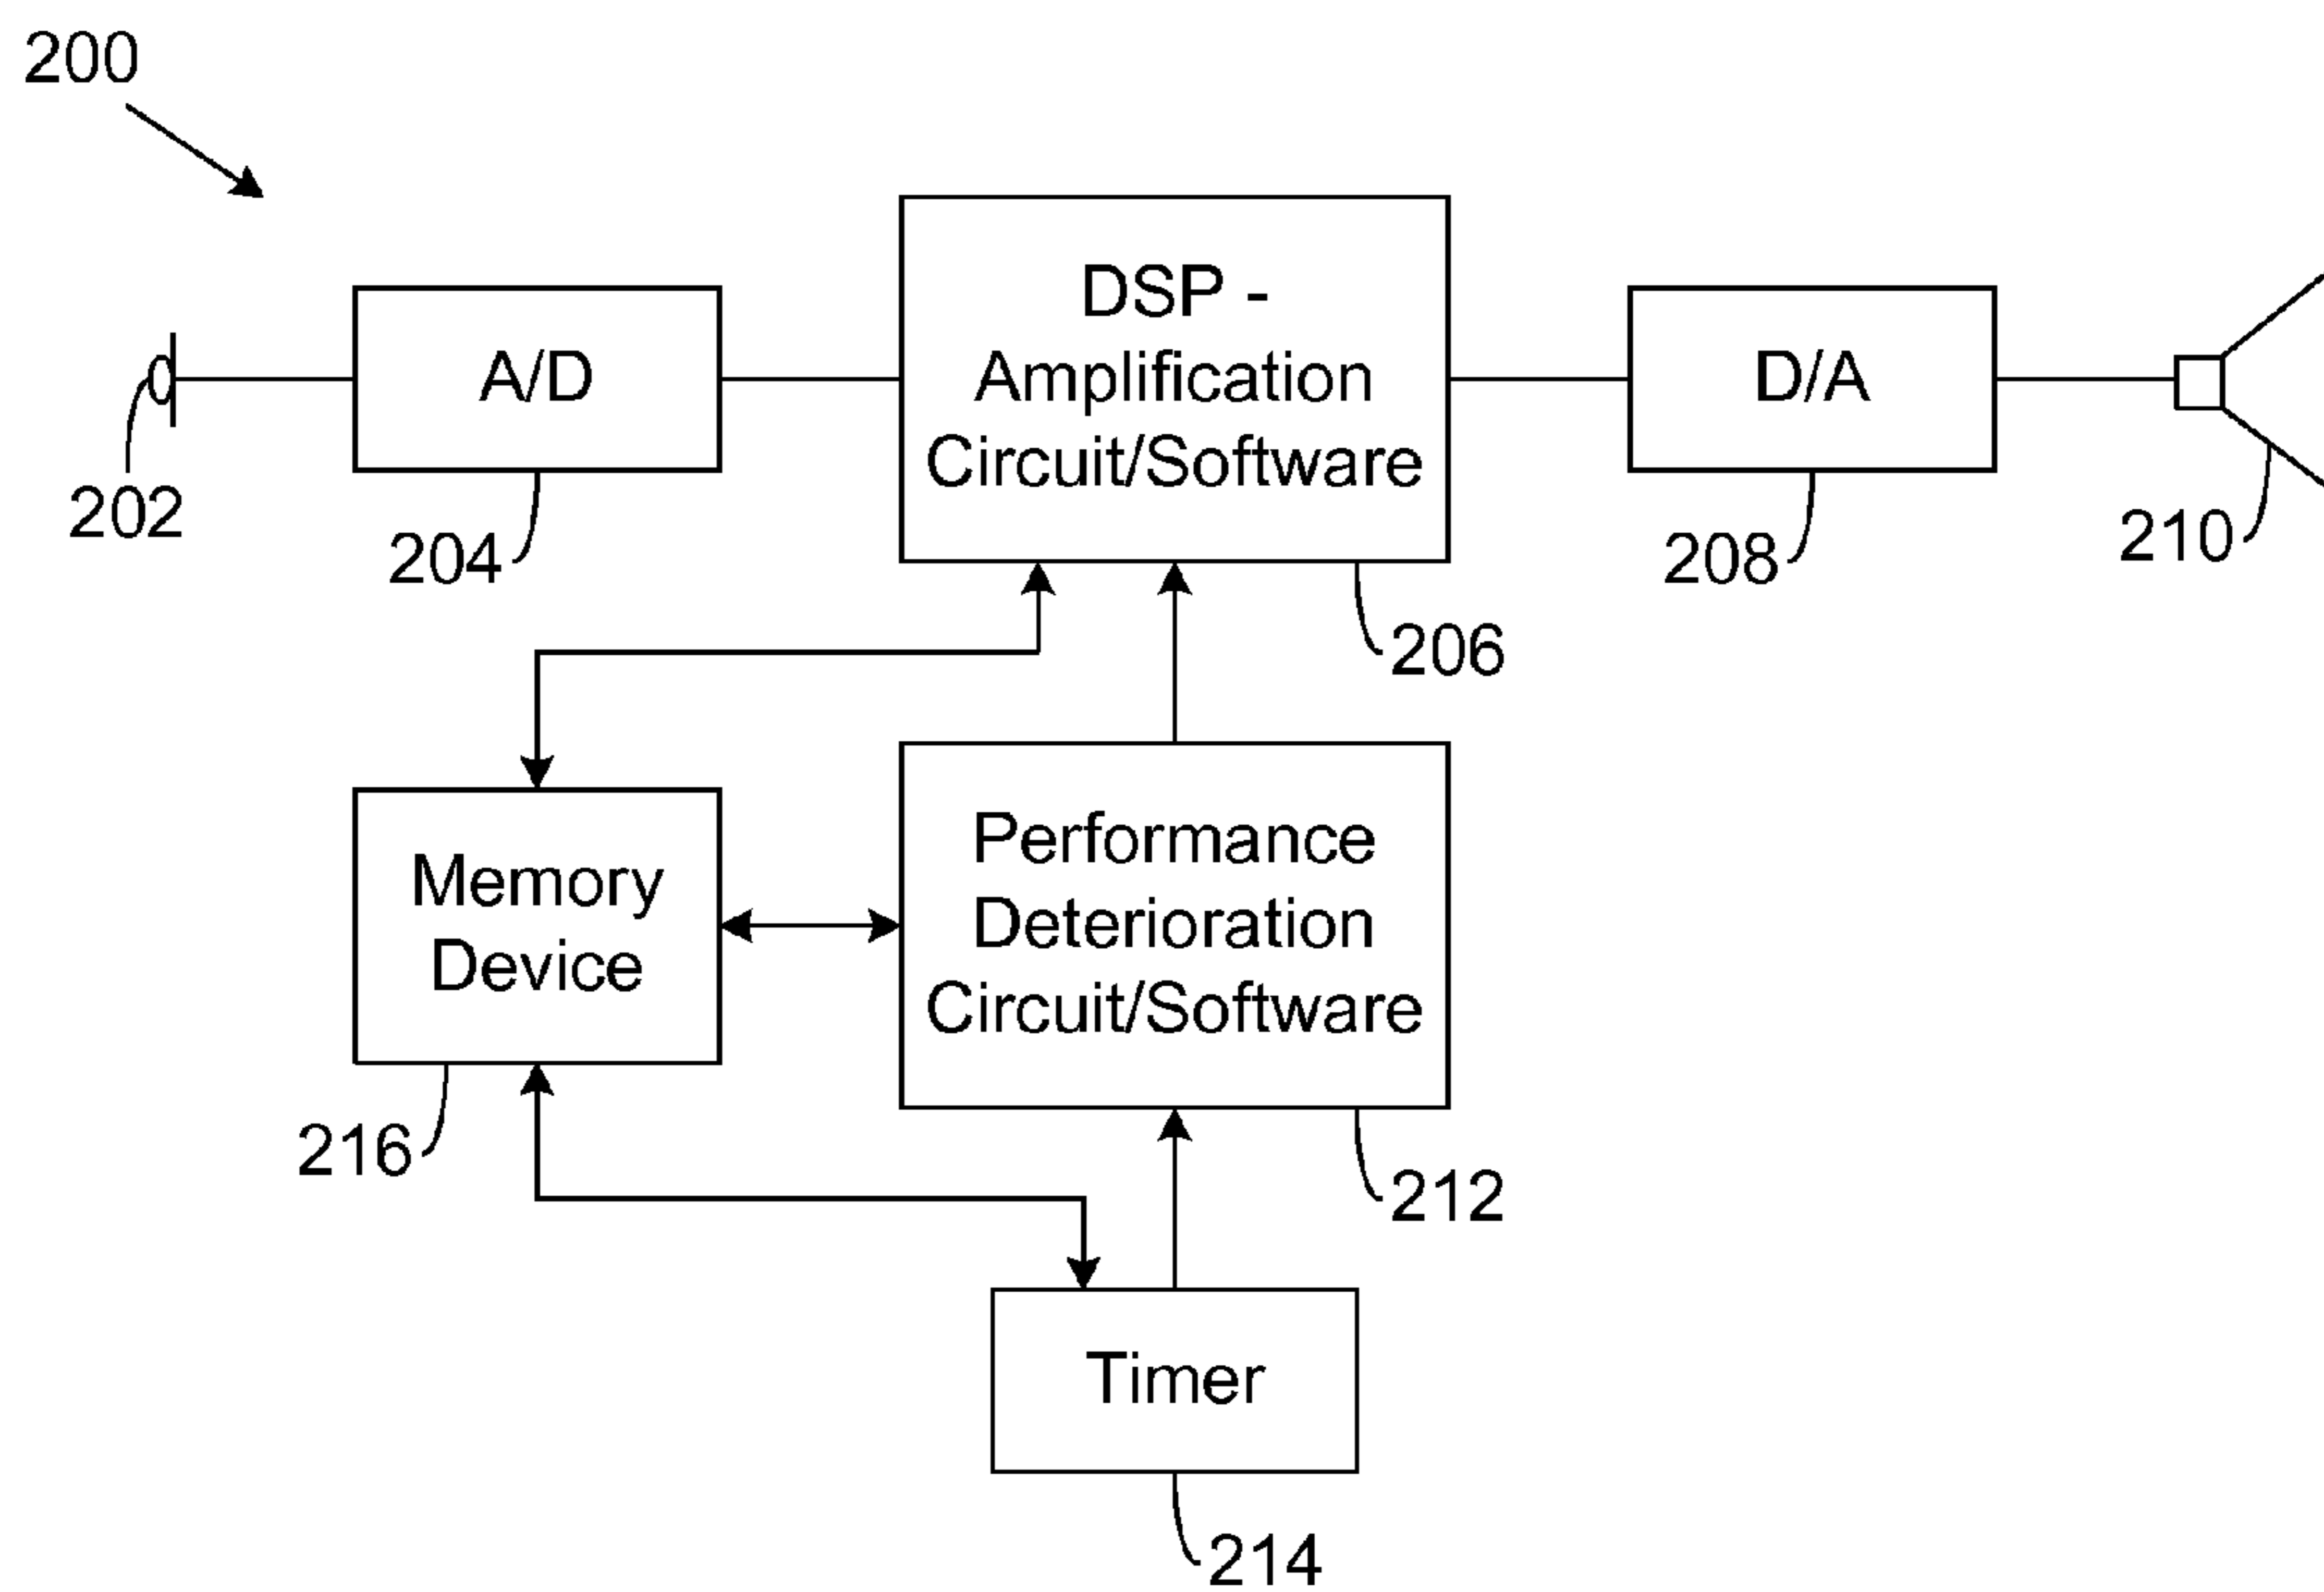 200
DSP -
Amplification
Circuit/Software
A/D
D/A
202
204
208
210
206
Memory
Device
Performance
Deterioration
Circuit/Software
216
212
Timer
214